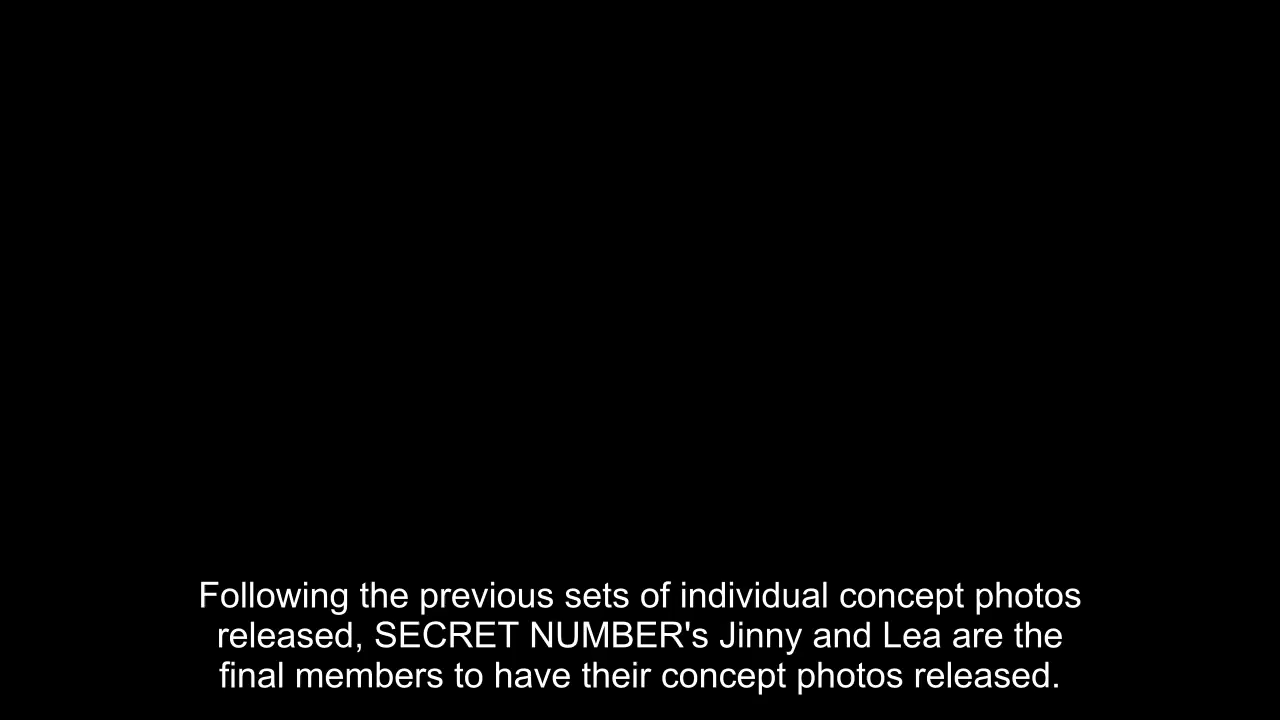 Following the previous sets of individual concept photos
released, SECRET NUMBER's Jinny and Lea are the
final members to have their concept photos released.